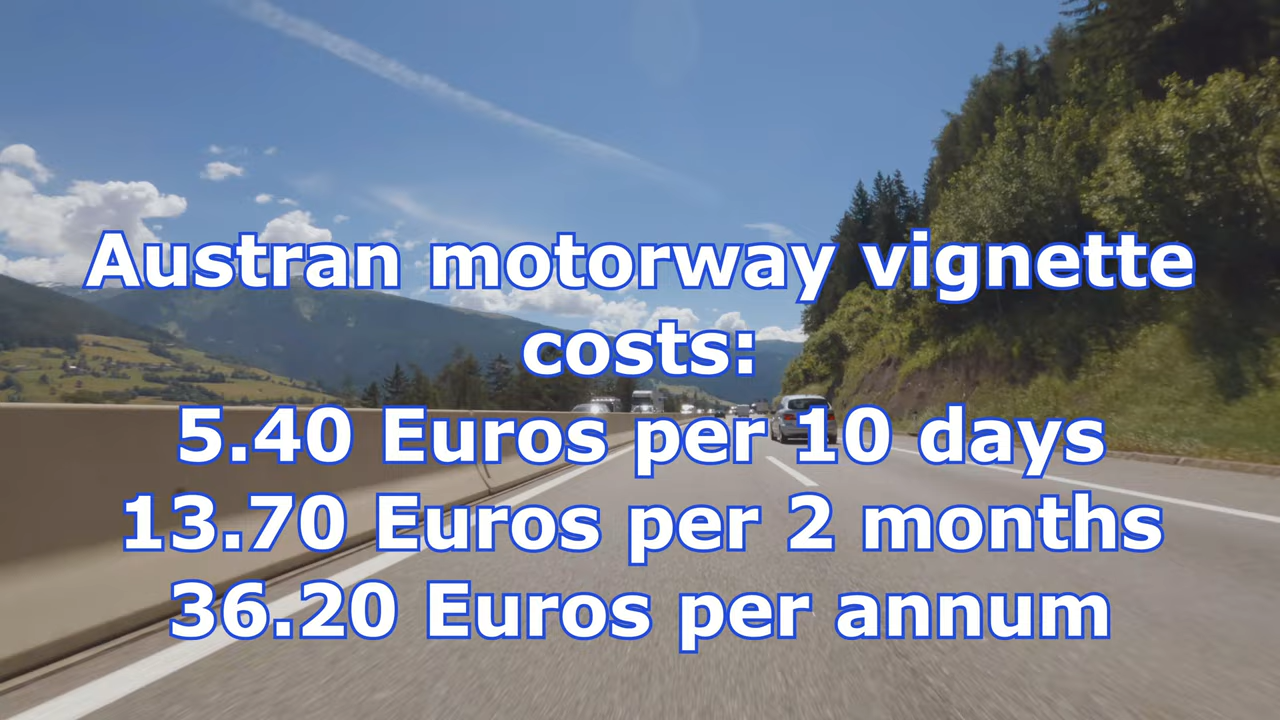 Austran motorway vignette
costs:
5.40 Euros per 10 days
13.70 Euros per 2 months
36.20 Euros per annum